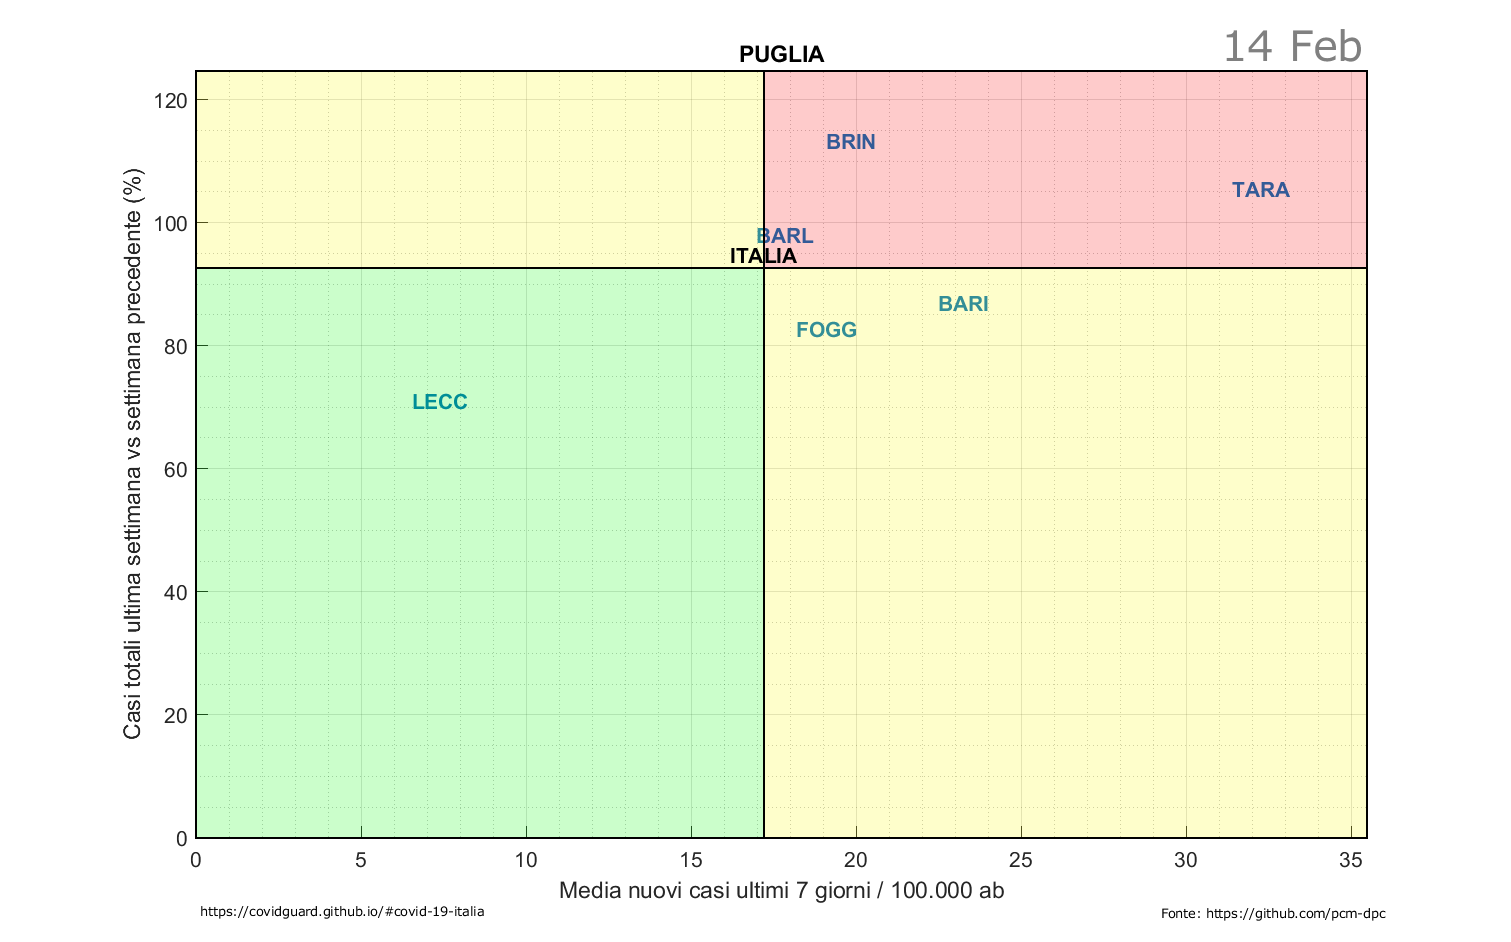 PUGLIA
14 Feb
Casi totali ultima settimana vs settimana precedente (%)
120
100
80
60
40
20
0
BRIN
TARA
BARL
ITALIA
BARI
FOGG
LECC
0 5 10 15 20 25 30 35
Media nuovi casi ultimi 7 giorni / 100.000 ab
https://covidguard.github.io/#covid-19-italia
Fonte: https://github.com/pcm-dpc